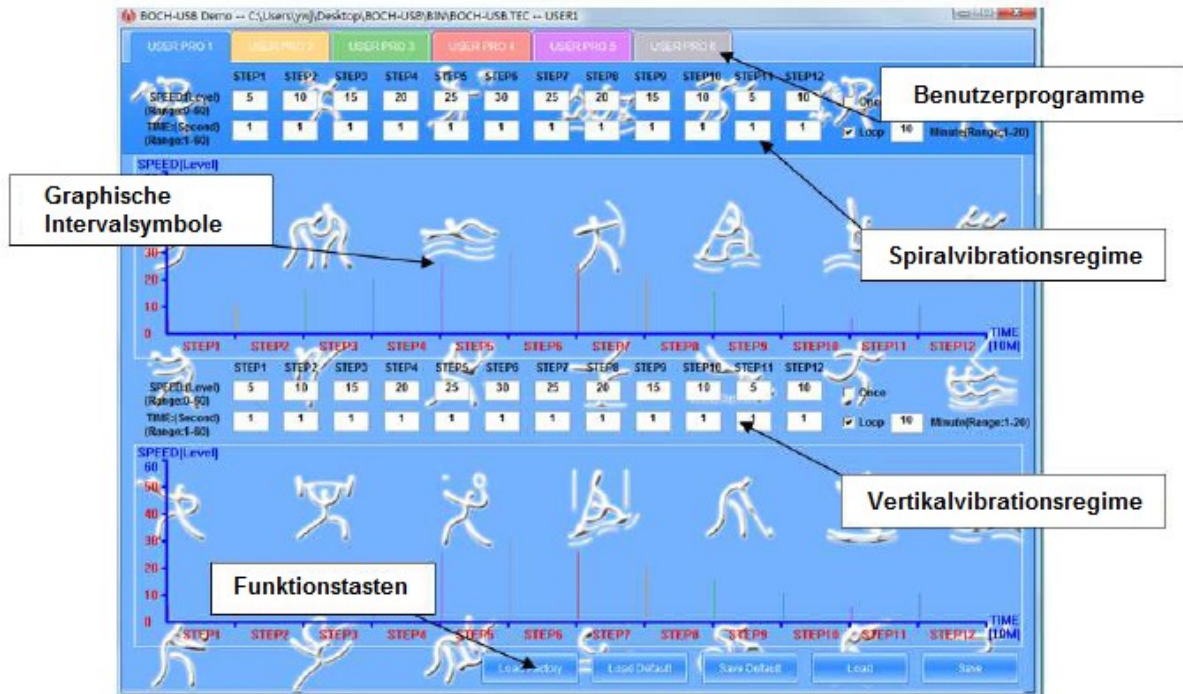 BOCH-USB Demo -- C:\Users\ywj\Desktop\BOCH-USB\BIN\BOCH-USB.TEC -- USER1
USER PRO 1 USER PRO 2 USER PRO 3 USER PRO 4 USER PRO 5 USER PRO 6
Benutzerprogramme
STEP1 STEP2 STEP3 STEP4 STEP5 STEP6 STEP7 STEP8 STEP9 STEP10 STEP11 STEP12
SPEED:(Level) 5 10 15 20 25 30 25 20 15 10 5 10 Once
(Range:0-60)
TIME:(Second) 1 1 1 1 1 1 1 1 1 1 1 1 Loop 10 Minute(Range:1-20)
(Range:1-60)
SPEED(Level)
Graphische
Intervalsymbole
Spiralvibrationsregime
30
20
10
0
TIME
STEP1 STEP2 STEP3 STEP4 STEP5 STEP6 STEP7 STEP8 STEP9 STEP10 STEP11 STEP12 (10M)
STEP1 STEP2 STEP3 STEP4 STEP5 STEP6 STEP7 STEP8 STEP9 STEP10 STEP11 STEP12
SPEED:(Level) 5 10 15 20 25 30 25 20 15 10 5 10 Once
(Range:0-60)
TIME:(Second) 1 1 1 1 1 1 1 1 1 1 1 1 Loop 10 Minute(Range:1-20)
(Range:1-60)
SPEED(Level)
60
50
40
30
20
10
0
Vertikalvibrationsregime
Funktionstasten
TIME
STEP1 STEP2 STEP3 STEP4 STEP5 STEP6 STEP7 STEP8 STEP9 STEP10 STEP11 STEP12 (10M)
Load Factory Load Default Save Default Load Save